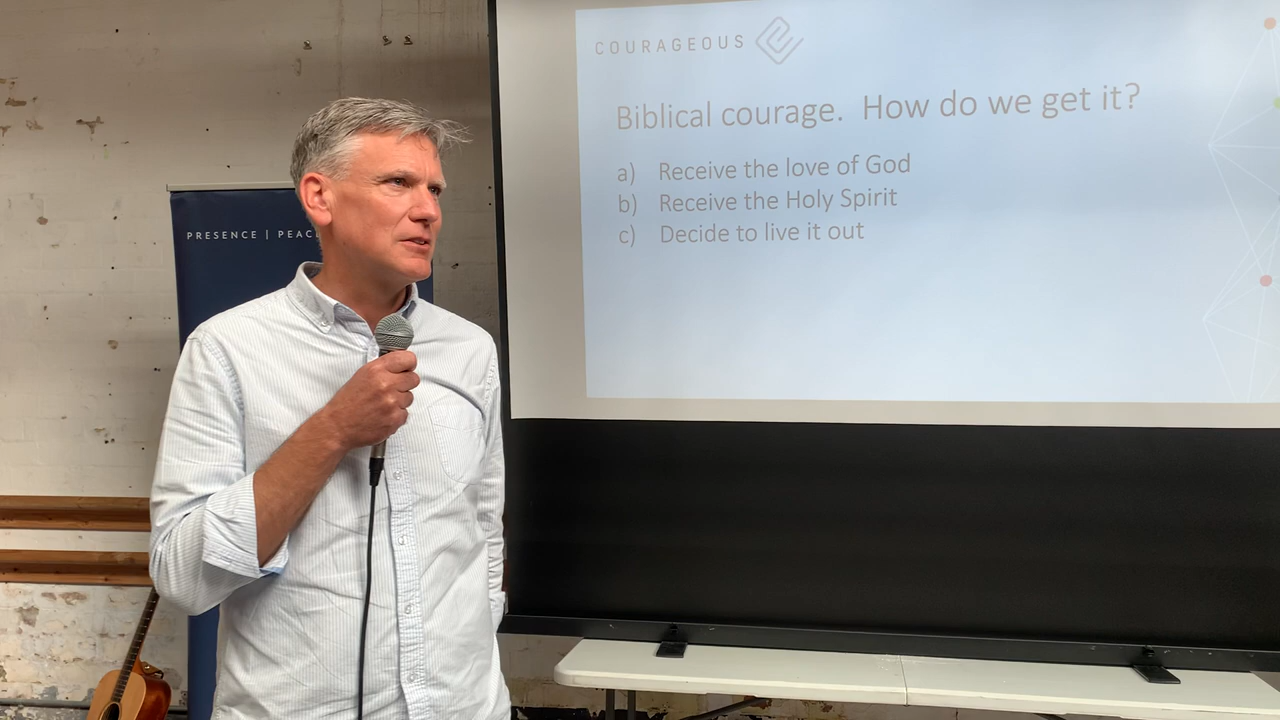 COURAGEOUS
Biblical courage. How do we get it?
a) Receive the love of God
b) Receive the Holy Spirit
c) Decide to live it out
PRESENCE | PEACE